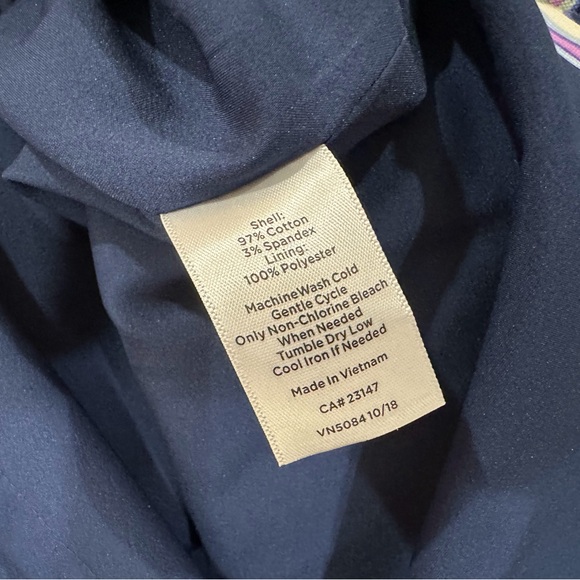 Shell:
97% Cotton
3% Spandex
Lining:
100% Polyester
MachineWash Cold
Gentle Cycle
Only Non-Chlorine Bleach
When Needed
Tumble Dry Low
Cool Iron If Needed
Made In Vietnam
CA# 23147
VN5084 10/18